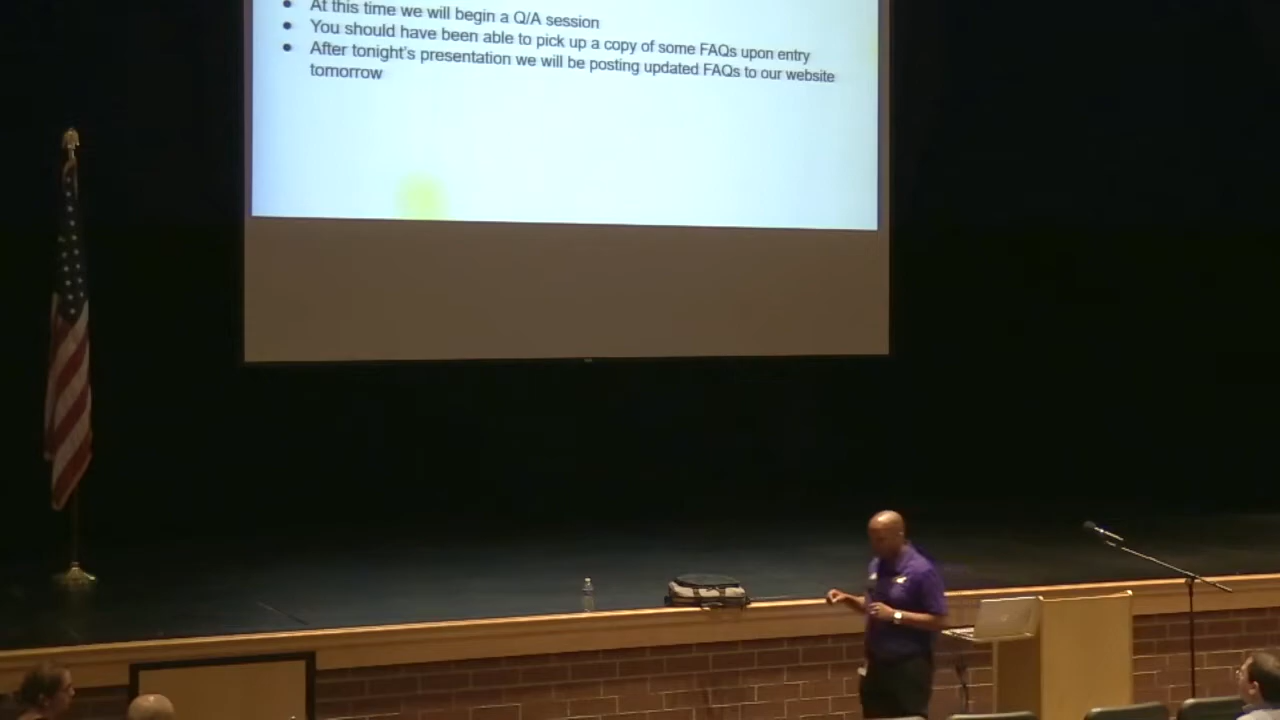 • At this time we will begin a Q/A session
• You should have been able to pick up a copy of some FAQs upon entry
• After tonight's presentation we will be posting updated FAQs to our website
tomorrow